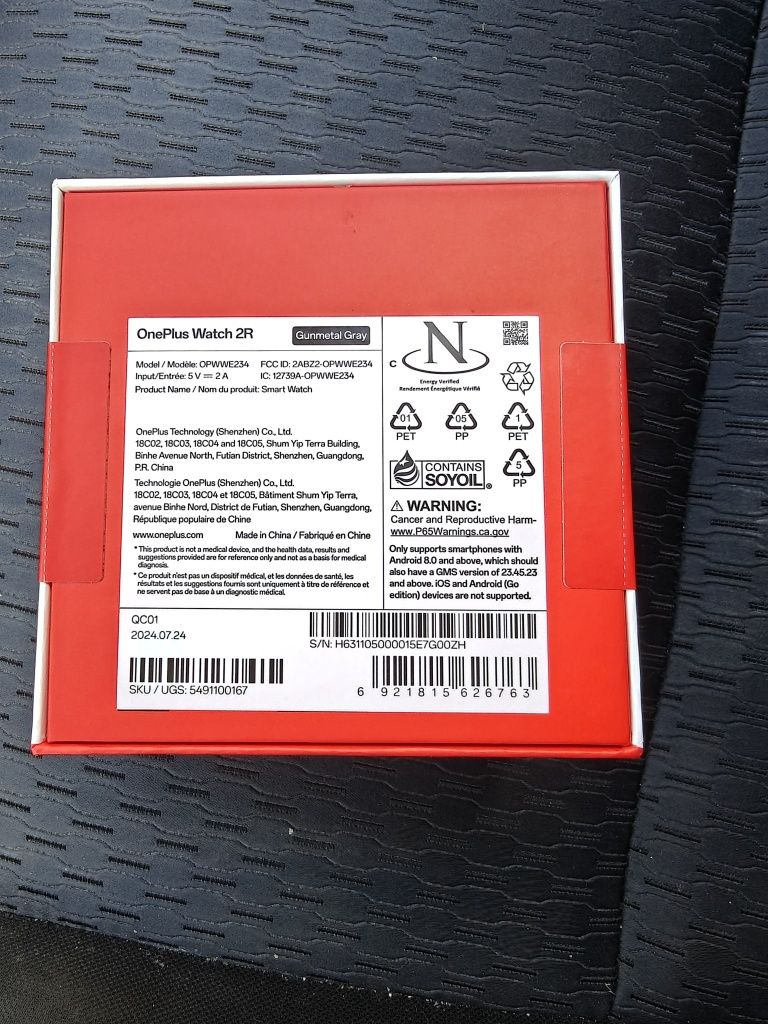 OnePlus Watch 2R
Gunmetal Gray
Model / Modèle: OPWWE234 FCC ID: 2ABZ2-OPWWE234
Input/Entrée: 5 V ⎓ 2 A IC: 12739A-OPWWE234
Product Name / Nom du produit: Smart Watch
OnePlus Technology (Shenzhen) Co., Ltd.
18C02, 18C03, 18C04 and 18C05, Shum Yip Terra Building,
Binhe Avenue North, Futian District, Shenzhen, Guangdong,
P.R. China
Technologie OnePlus (Shenzhen) Co., Ltd.
18C02, 18C03, 18C04 et 18C05, Bâtiment Shum Yip Terra,
avenue Binhe Nord, District de Futian, Shenzhen, Guangdong,
République populaire de Chine
www.oneplus.com Made in China / Fabriqué en Chine
* This product is not a medical device, and the health data, results and
suggestions provided are for reference only and not as a basis for medical
diagnosis.
* Ce produit n'est pas un dispositif médical, et les données de santé, les
résultats et les suggestions fournis sont uniquement à titre de référence et
ne servent pas de base à un diagnostic médical.
C N
Energy Verified
Rendement Énergétique Vérifié
01 05 1
PET PP PET
CONTAINS
SOYOIL®
5
PP
⚠ WARNING:
Cancer and Reproductive Harm-
www.P65Warnings.ca.gov
Only supports smartphones with
Android 8.0 and above, which should
also have a GMS version of 23.45.23
and above. iOS and Android (Go
edition) devices are not supported.
QC01
2024.07.24
S/N: H631105000015E7G00ZH
SKU / UGS: 5491100167
6 921815 626763